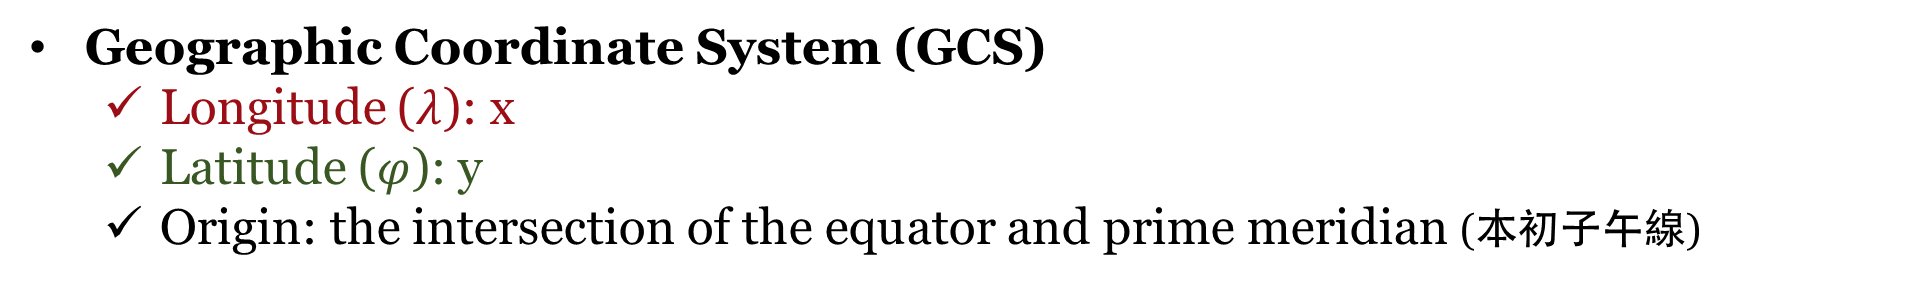 • Geographic Coordinate System (GCS)
✓ Longitude (λ): x
✓ Latitude (φ): y
✓ Origin: the intersection of the equator and prime meridian (本初子午線)